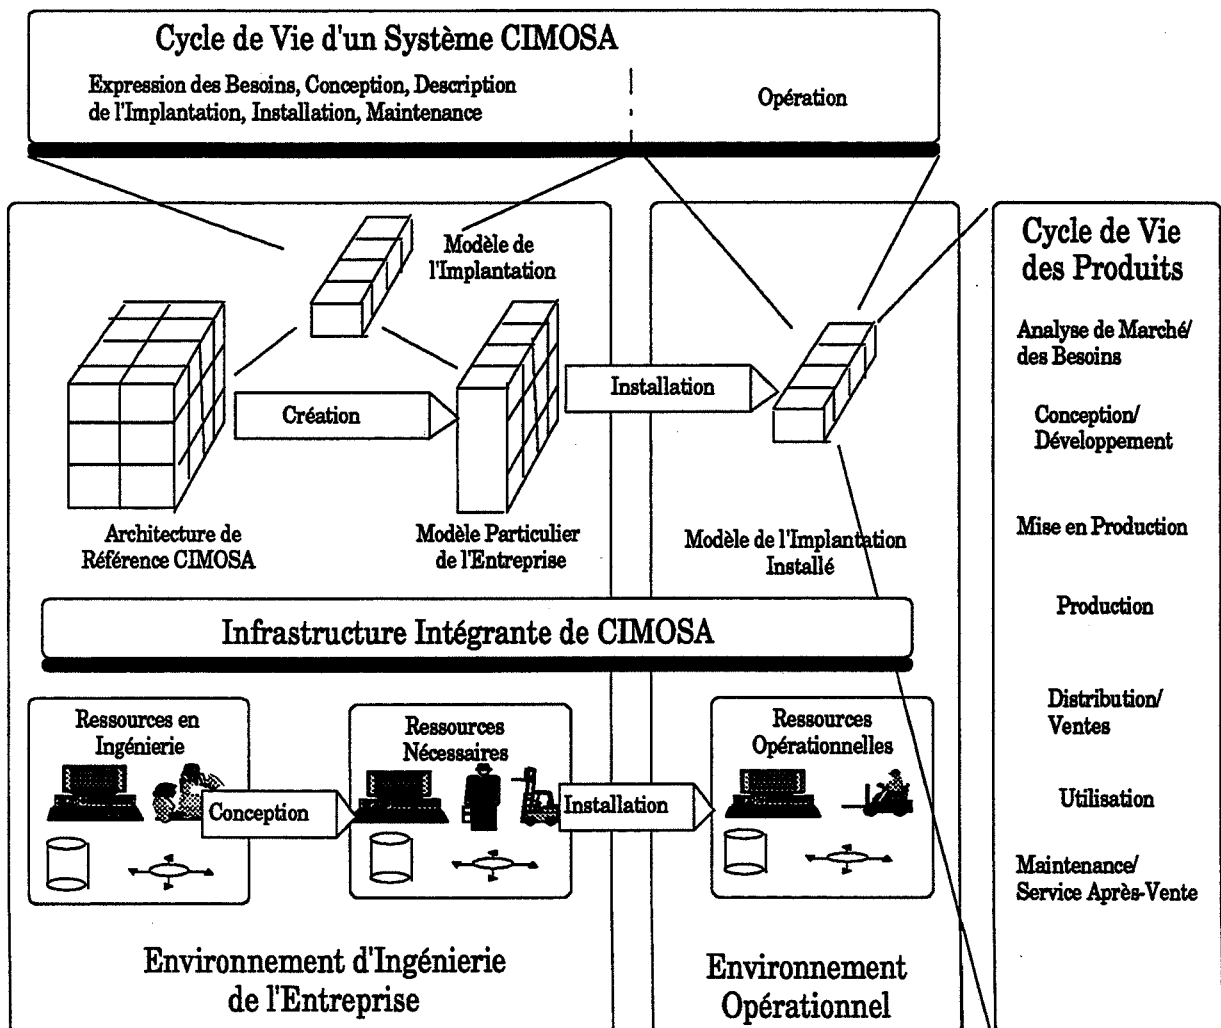 Cycle de Vie d'un Système CIMOSA
Expression des Besoins, Conception, Description
de l'Implantation, Installation, Maintenance
Opération
Modèle de
l'Implantation
Création
Installation
Architecture de
Référence CIMOSA
Modèle Particulier
de l'Entreprise
Modèle de l'Implantation
Installé
Infrastructure Intégrante de CIMOSA
Ressources en
Ingénierie
Conception
Ressources
Nécessaires
Installation
Ressources
Opérationnelles
Environnement d'Ingénierie
de l'Entreprise
Environnement
Opérationnel
Cycle de Vie
des Produits
Analyse de Marché/
des Besoins
Conception/
Développement
Mise en Production
Production
Distribution/
Ventes
Utilisation
Maintenance/
Service Après-Vente